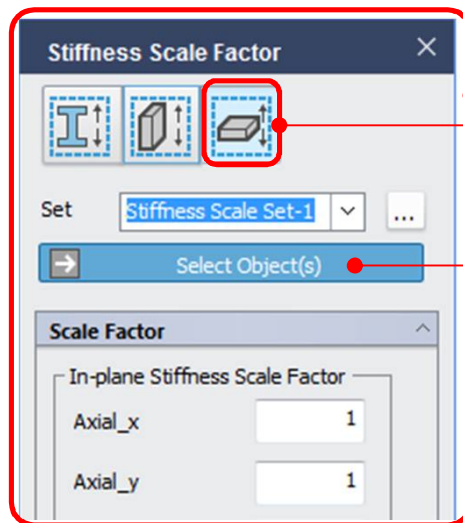 Stiffness Scale Factor
Set Stiffness Scale Set-1 ...
Select Object(s)
Scale Factor
In-plane Stiffness Scale Factor
Axial_x 1
Axial_y 1